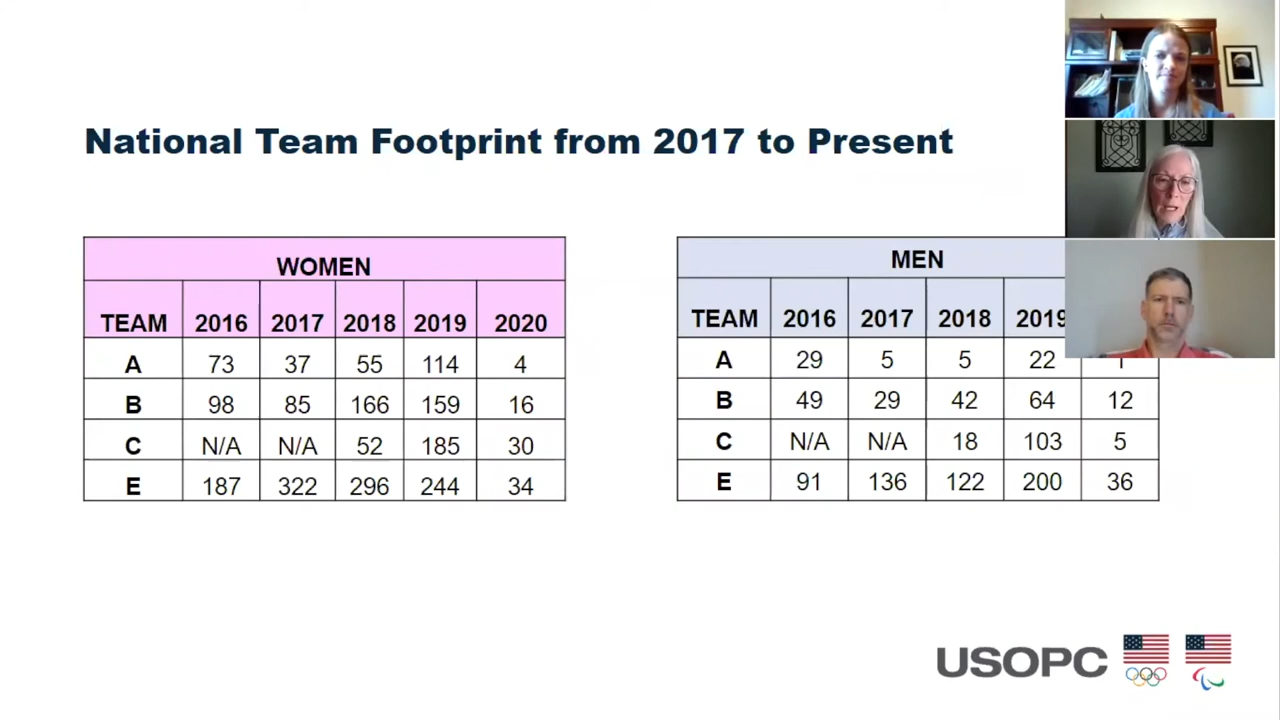 National Team Footprint from 2017 to Present
WOMEN
TEAM 2016 2017 2018 2019 2020
A 73 37 55 114 4
B 98 85 166 159 16
C N/A N/A 52 185 30
E 187 322 296 244 34
MEN
TEAM 2016 2017 2018 2019
A 29 5 5 22
B 49 29 42 64 12
C N/A N/A 18 103 5
E 91 136 122 200 36
USOPC